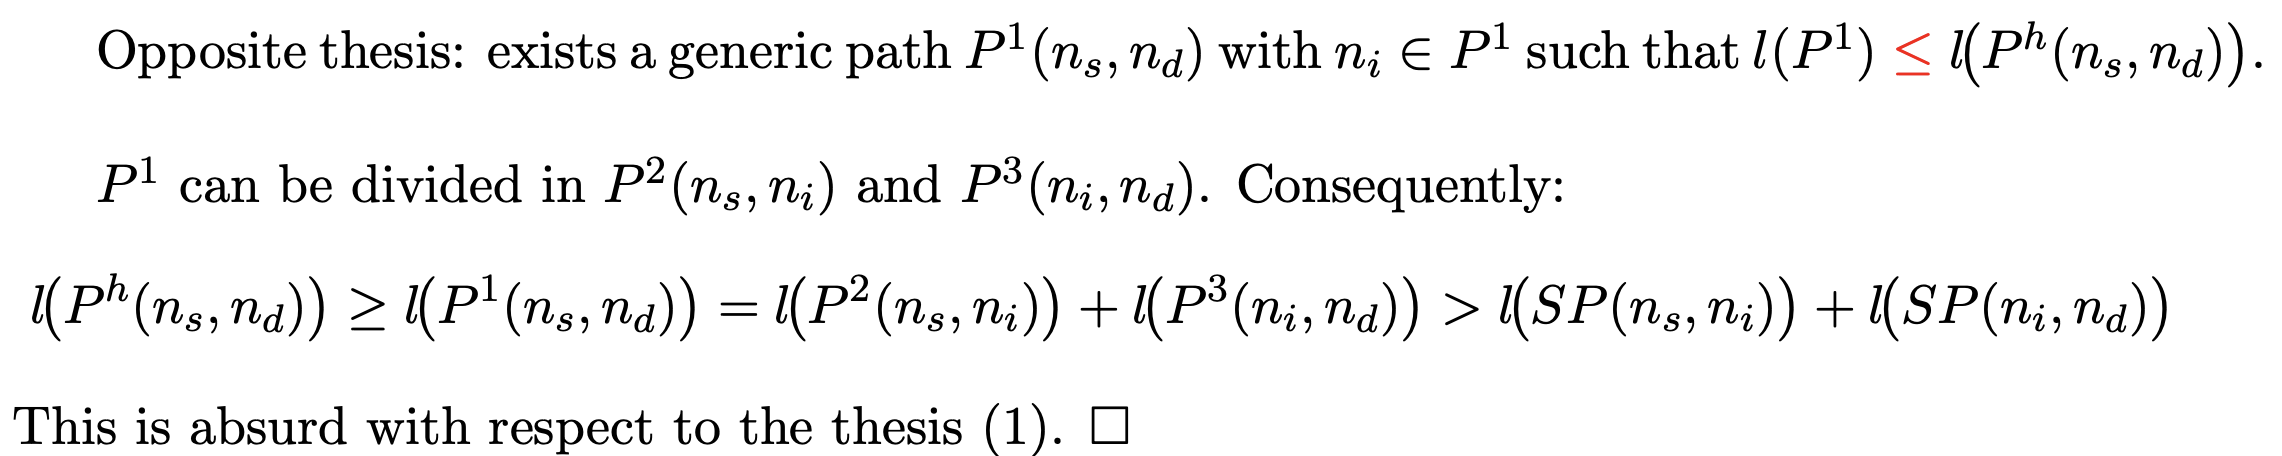 Opposite thesis: exists a generic path P¹(nₛ, n_d) with nᵢ ∈ P¹ such that l(P¹) ≤ l(Pʰ(nₛ, n_d)).
P¹ can be divided in P²(nₛ, nᵢ) and P³(nᵢ, n_d). Consequently:
l(Pʰ(nₛ, n_d)) ≥ l(P¹(nₛ, n_d)) = l(P²(nₛ, nᵢ)) + l(P³(nᵢ, n_d)) > l(SP(nₛ, nᵢ)) + l(SP(nᵢ, n_d))
This is absurd with respect to the thesis (1). □